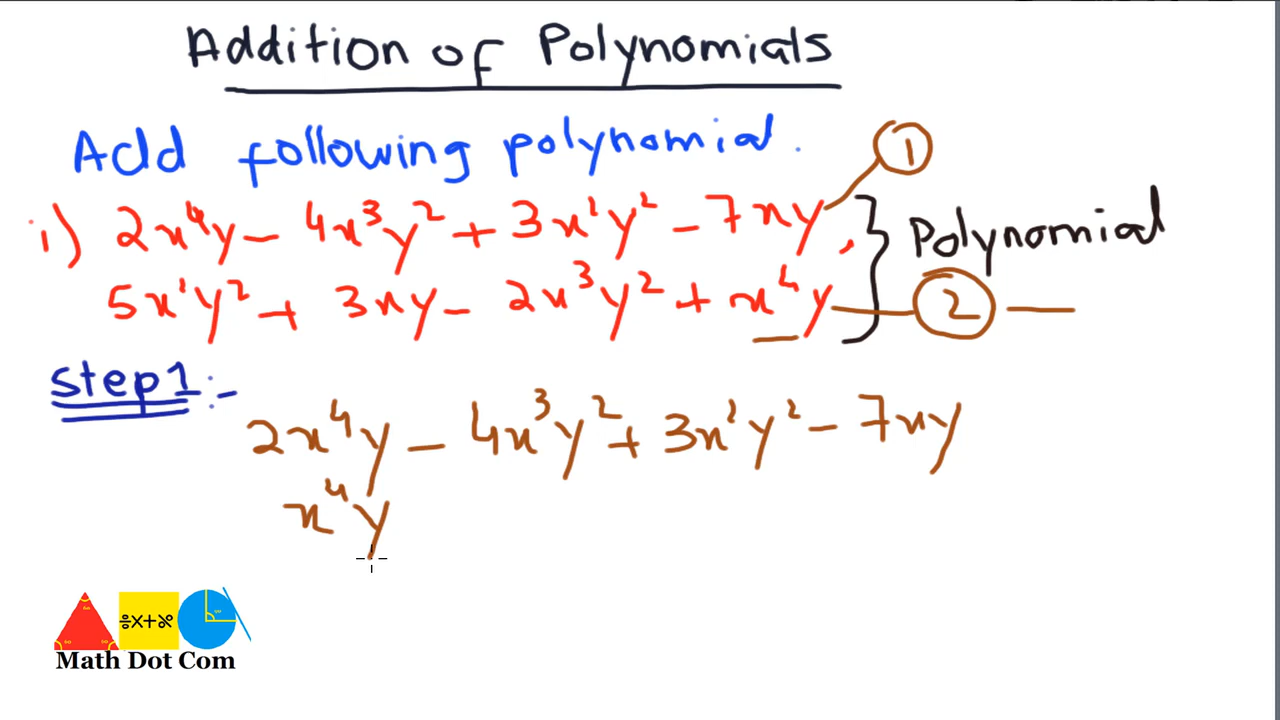 Addition of Polynomials
Add following polynomial.
①
i) 2x⁴y − 4x³y² + 3x²y² − 7xy,
Polynomial
5x²y² + 3xy − 2x³y² + x⁴y
②
Step1:-
2x⁴y − 4x³y² + 3x²y² − 7xy
x⁴y
÷×+%
Math Dot Com